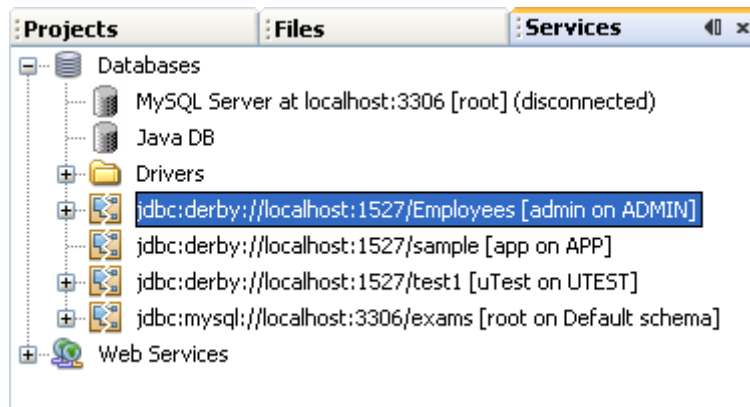 Projects Files Services
Databases
MySQL Server at localhost:3306 [root] (disconnected)
Java DB
Drivers
jdbc:derby://localhost:1527/Employees [admin on ADMIN]
jdbc:derby://localhost:1527/sample [app on APP]
jdbc:derby://localhost:1527/test1 [uTest on UTEST]
jdbc:mysql://localhost:3306/exams [root on Default schema]
Web Services